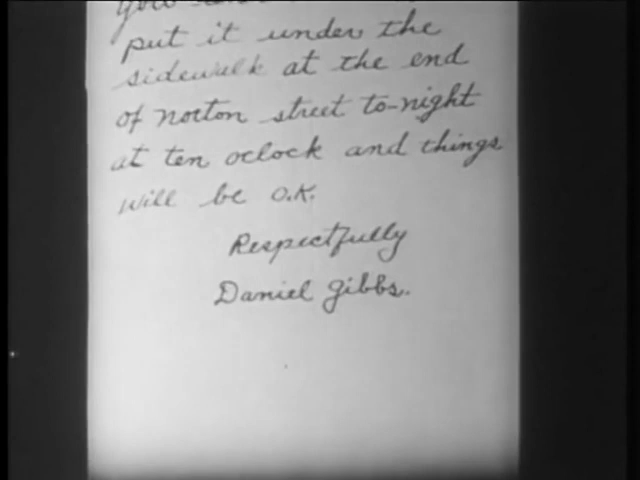 you
put it under the
sidewalk at the end
of norton street to-night
at ten oclock and things
will be O.K.
Respectfully
Daniel Gibbs.